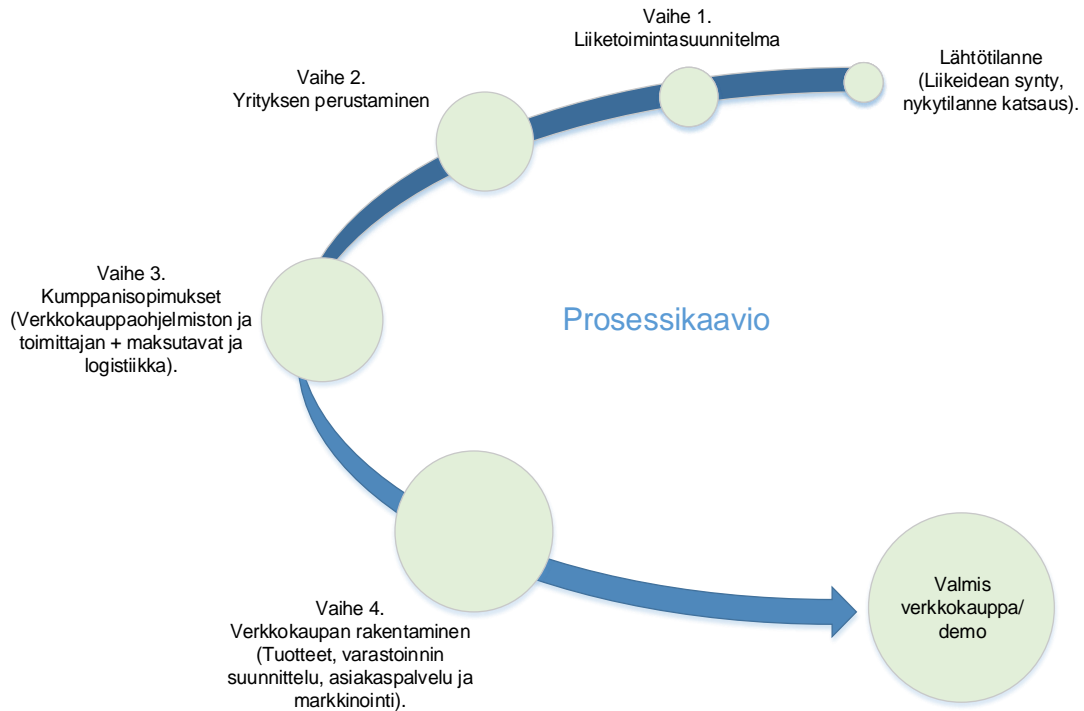 Lähtötilanne
(Liikeidean synty,
nykytilanne katsaus).
Vaihe 1.
Liiketoimintasuunnitelma
Vaihe 2.
Yrityksen perustaminen
Vaihe 3.
Kumppanisopimukset
(Verkkokauppaohjelmiston ja
toimittajan + maksutavat ja
logistiikka).
Prosessikaavio
Vaihe 4.
Verkkokaupan rakentaminen
(Tuotteet, varastoinnin
suunnittelu, asiakaspalvelu ja
markkinointi).
Valmis
verkkokauppa/
demo